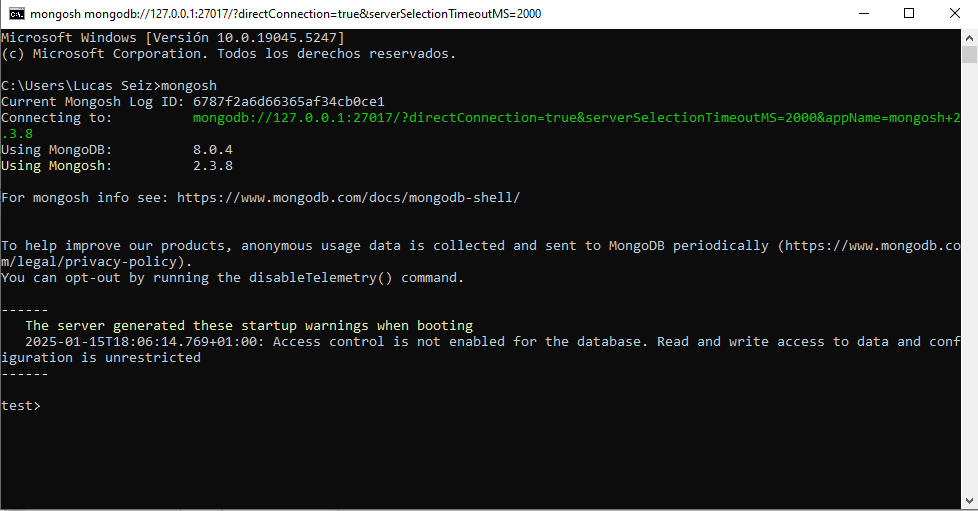 mongosh mongodb://127.0.0.1:27017/?directConnection=true&serverSelectionTimeoutMS=2000
Microsoft Windows [Versión 10.0.19045.5247]
(c) Microsoft Corporation. Todos los derechos reservados.
C:\Users\Lucas Seiz>mongosh
Current Mongosh Log ID: 6787f2a6d66365af34cb0ce1
Connecting to:          mongodb://127.0.0.1:27017/?directConnection=true&serverSelectionTimeoutMS=2000&appName=mongosh+2
.3.8
Using MongoDB:          8.0.4
Using Mongosh:          2.3.8
For mongosh info see: https://www.mongodb.com/docs/mongodb-shell/
To help improve our products, anonymous usage data is collected and sent to MongoDB periodically (https://www.mongodb.co
m/legal/privacy-policy).
You can opt-out by running the disableTelemetry() command.
------
   The server generated these startup warnings when booting
   2025-01-15T18:06:14.769+01:00: Access control is not enabled for the database. Read and write access to data and conf
iguration is unrestricted
------
test>